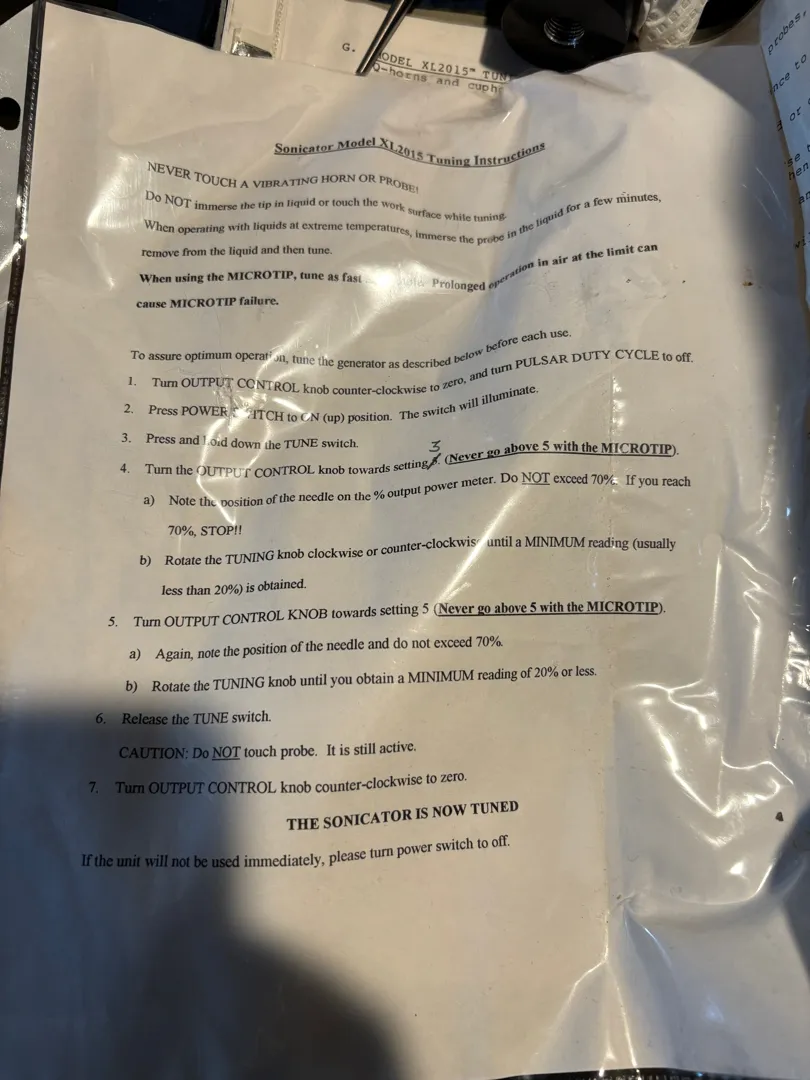 G. MODEL XL2015™ TUN
Q-horns and cuph
probes,
nce to
or
Sonicator Model XL2015 Tuning Instructions
NEVER TOUCH A VIBRATING HORN OR PROBE!
Do NOT immerse the tip in liquid or touch the work surface while tuning.
When operating with liquids at extreme temperatures, immerse the probe in the liquid for a few minutes,
remove from the liquid and then tune.
When using the MICROTIP, tune as fast Prolonged operation in air at the limit can
cause MICROTIP failure.
To assure optimum operation, tune the generator as described below before each use.
1. Turn OUTPUT CONTROL knob counter-clockwise to zero, and turn PULSAR DUTY CYCLE to off.
2. Press POWER SWITCH to ON (up) position. The switch will illuminate.
3. Press and hold down the TUNE switch.
4. Turn the OUTPUT CONTROL knob towards setting 3. (Never go above 5 with the MICROTIP).
a) Note the position of the needle on the % output power meter. Do NOT exceed 70%. If you reach
70%, STOP!!
b) Rotate the TUNING knob clockwise or counter-clockwise until a MINIMUM reading (usually
less than 20%) is obtained.
5. Turn OUTPUT CONTROL KNOB towards setting 5 (Never go above 5 with the MICROTIP).
a) Again, note the position of the needle and do not exceed 70%.
b) Rotate the TUNING knob until you obtain a MINIMUM reading of 20% or less.
6. Release the TUNE switch.
CAUTION: Do NOT touch probe. It is still active.
7. Turn OUTPUT CONTROL knob counter-clockwise to zero.
THE SONICATOR IS NOW TUNED
If the unit will not be used immediately, please turn power switch to off.